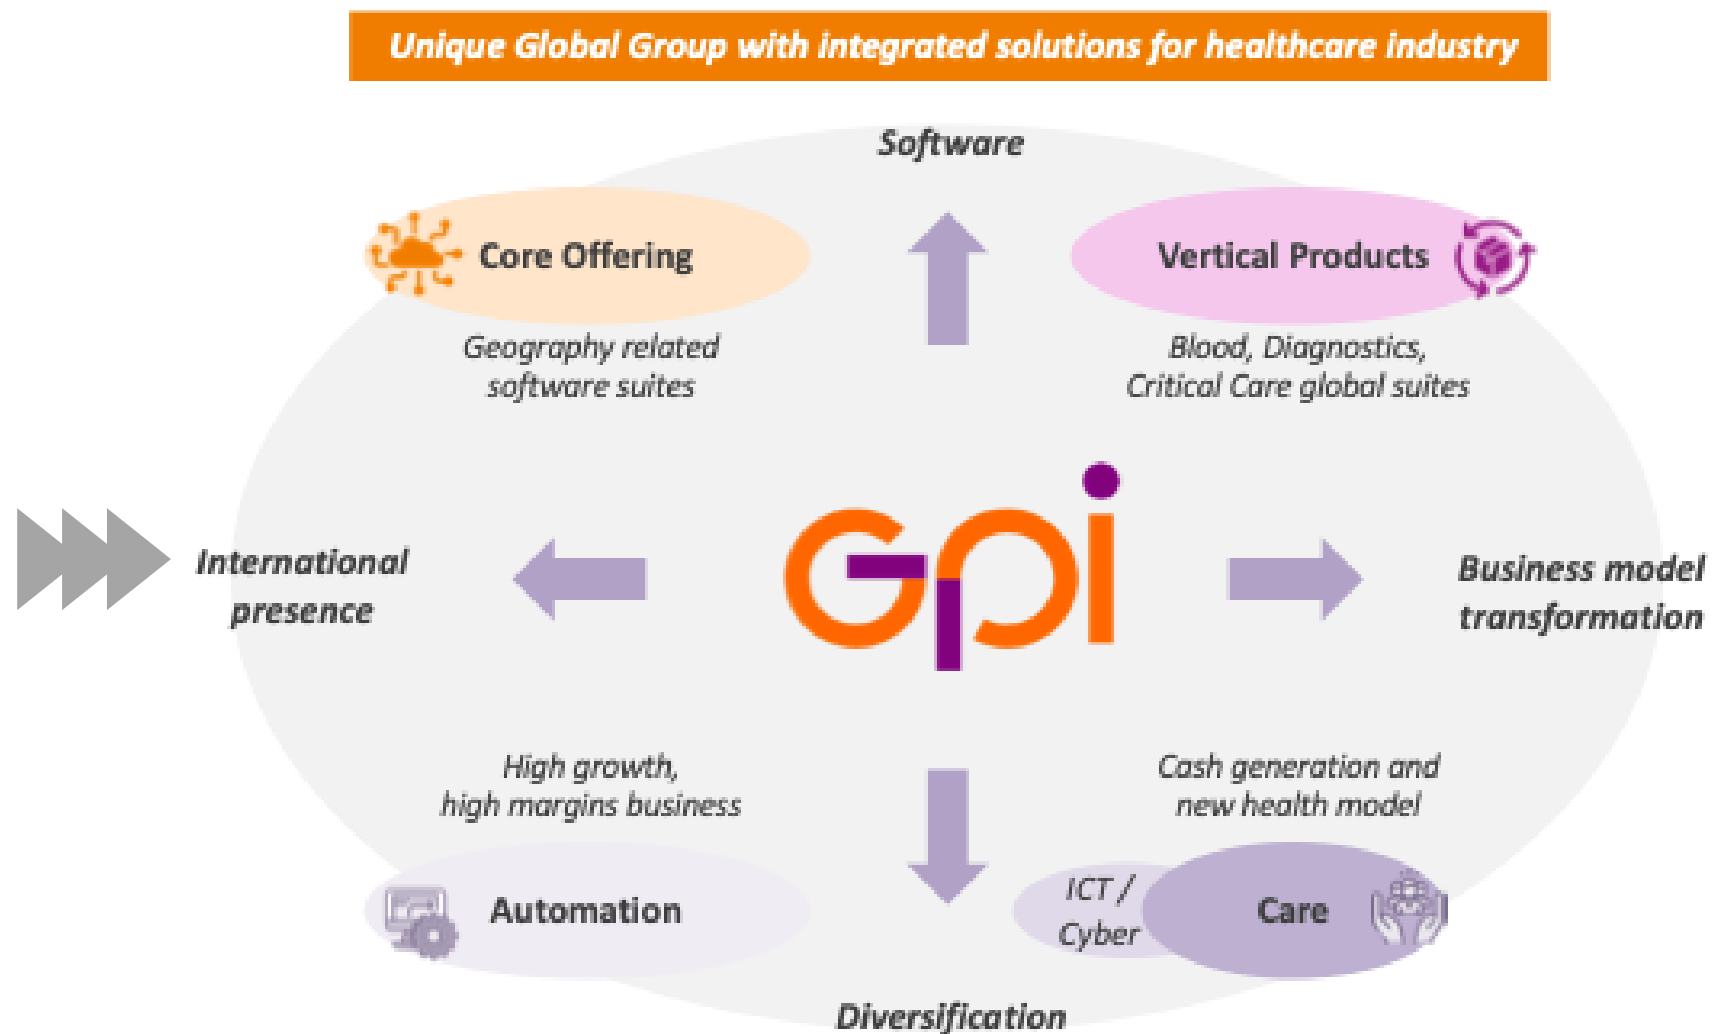 Unique Global Group with integrated solutions for healthcare industry
Software
Core Offering
Vertical Products
Geography related
software suites
Blood, Diagnostics,
Critical Care global suites
GPI
International
presence
Business model
transformation
High growth,
high margins business
Cash generation and
new health model
Automation
ICT /
Cyber
Care
Diversification